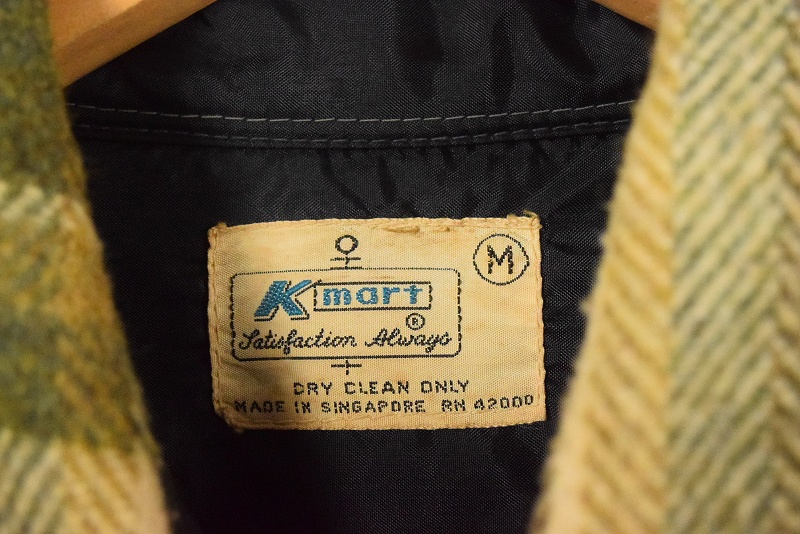 M
Kmart®
Satisfaction Always
DRY CLEAN ONLY
MADE IN SINGAPORE RN 42000